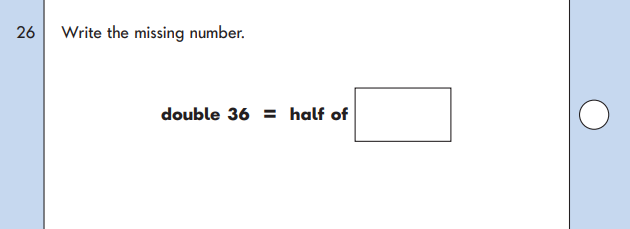 26 Write the missing number.
double 36 = half of